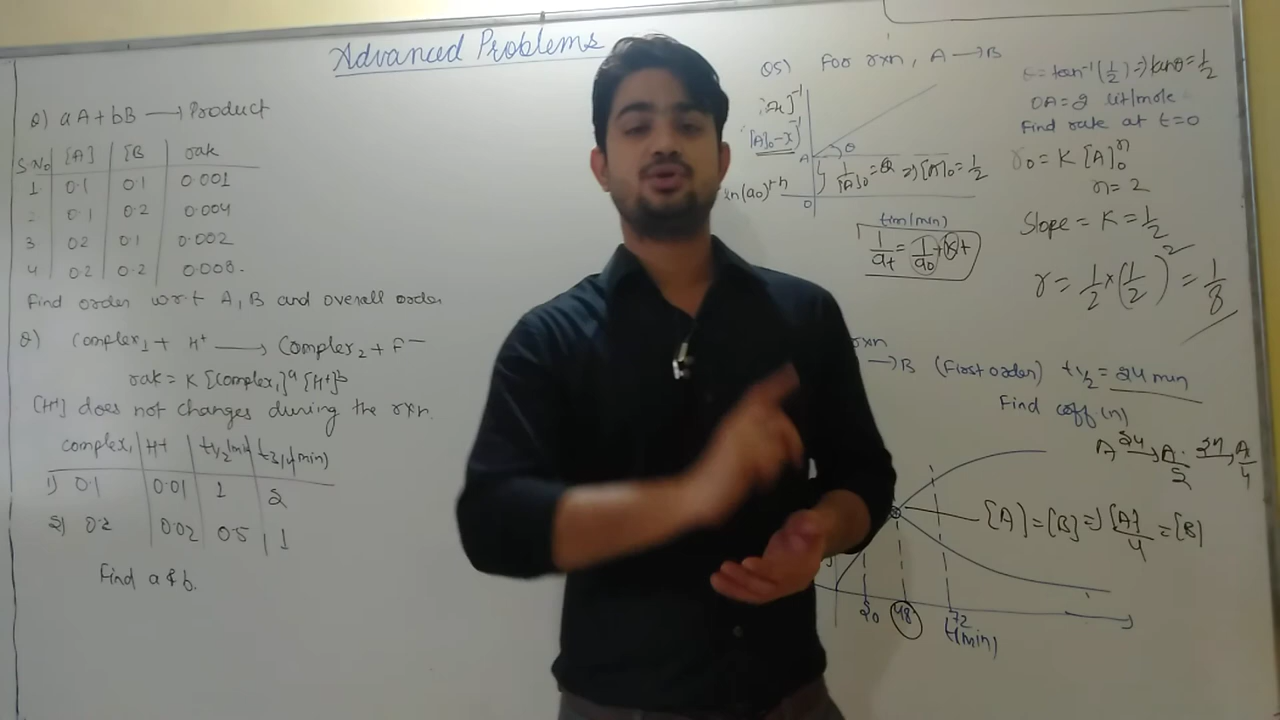 Advanced Problems
Q) aA + bB → Product
S.No [A] [B rak
1 0.1 0.1 0.001
2 0.1 0.2 0.004
3 0.2 0.1 0.002
4 0.2 0.2 0.008.
Find order w.r.t A, B and overall order
Q) Complex₁ + H⁺ → Complex₂ + F⁻
rak = K [Complex₁]ᵃ [H⁺]ᵇ
[H⁺] does not changes during the rxn.
complex₁ H⁺ t½(min) t3/4(min)
1) 0.1 0.01 1 2
2) 0.2 0.02 0.5 1
Find a & b.
Q5) For rxn, A → B
[A]₀-x)⁻¹
A θ
1/[A]₀ = 2 ⇒ [A]₀ = 1/2
O
tim(min)
1/at = 1/a0 + Kt
= tan⁻¹(1/2) ⇒ tanθ = 1/2
OA = 2 lit/mole
Find rate at t=0
r₀ = K [A]₀ⁿ
n = 2
Slope = K = 1/2
r = 1/2 × (1/2)² = 1/8
rxn
→ B (First order) t½ = 24 min
Find coff (n)
A 24→ A/2 24→ A/4
[A] = [B] ⇒ [A]/4 = [B]
48 72
t(min)